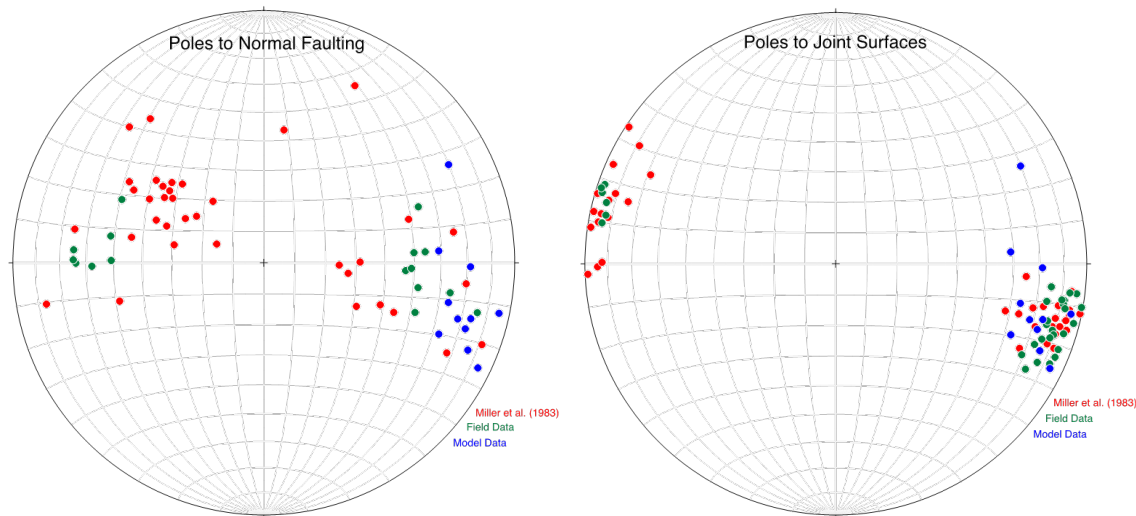 Poles to Normal Faulting
Miller et al. (1983)
Field Data
Model Data
Poles to Joint Surfaces
Miller et al. (1983)
Field Data
Model Data